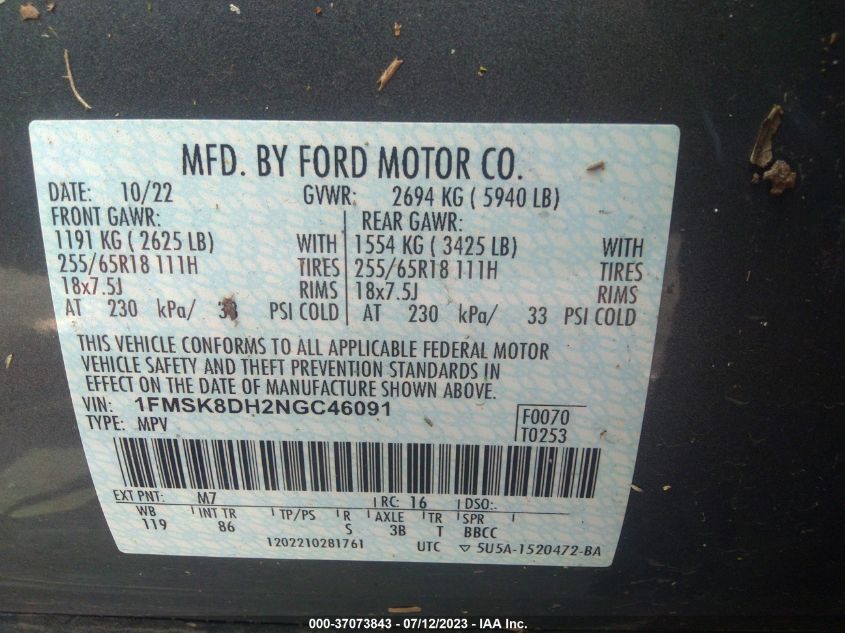 MFD. BY FORD MOTOR CO.
DATE: 10/22 GVWR: 2694 KG ( 5940 LB)
FRONT GAWR: REAR GAWR:
1191 KG ( 2625 LB) WITH 1554 KG ( 3425 LB) WITH
255/65R18 111H TIRES 255/65R18 111H TIRES
18x7.5J RIMS 18x7.5J RIMS
AT 230 kPa/ PSI COLD AT 230 kPa/ 33 PSI COLD
THIS VEHICLE CONFORMS TO ALL APPLICABLE FEDERAL MOTOR
VEHICLE SAFETY AND THEFT PREVENTION STANDARDS IN
EFFECT ON THE DATE OF MANUFACTURE SHOWN ABOVE.
VIN: 1FMSK8DH2NGC46091 F0070
TYPE: MPV T0253
EXT PNT: M7 RC: 16 DSO:
WB INT TR TP/PS R AXLE TR SPR
119 86 S 3B T BBCC
1202210281761 UTC ▽ 5U5A-1520472-BA
000-37073843 - 07/12/2023 - © IAA Inc.